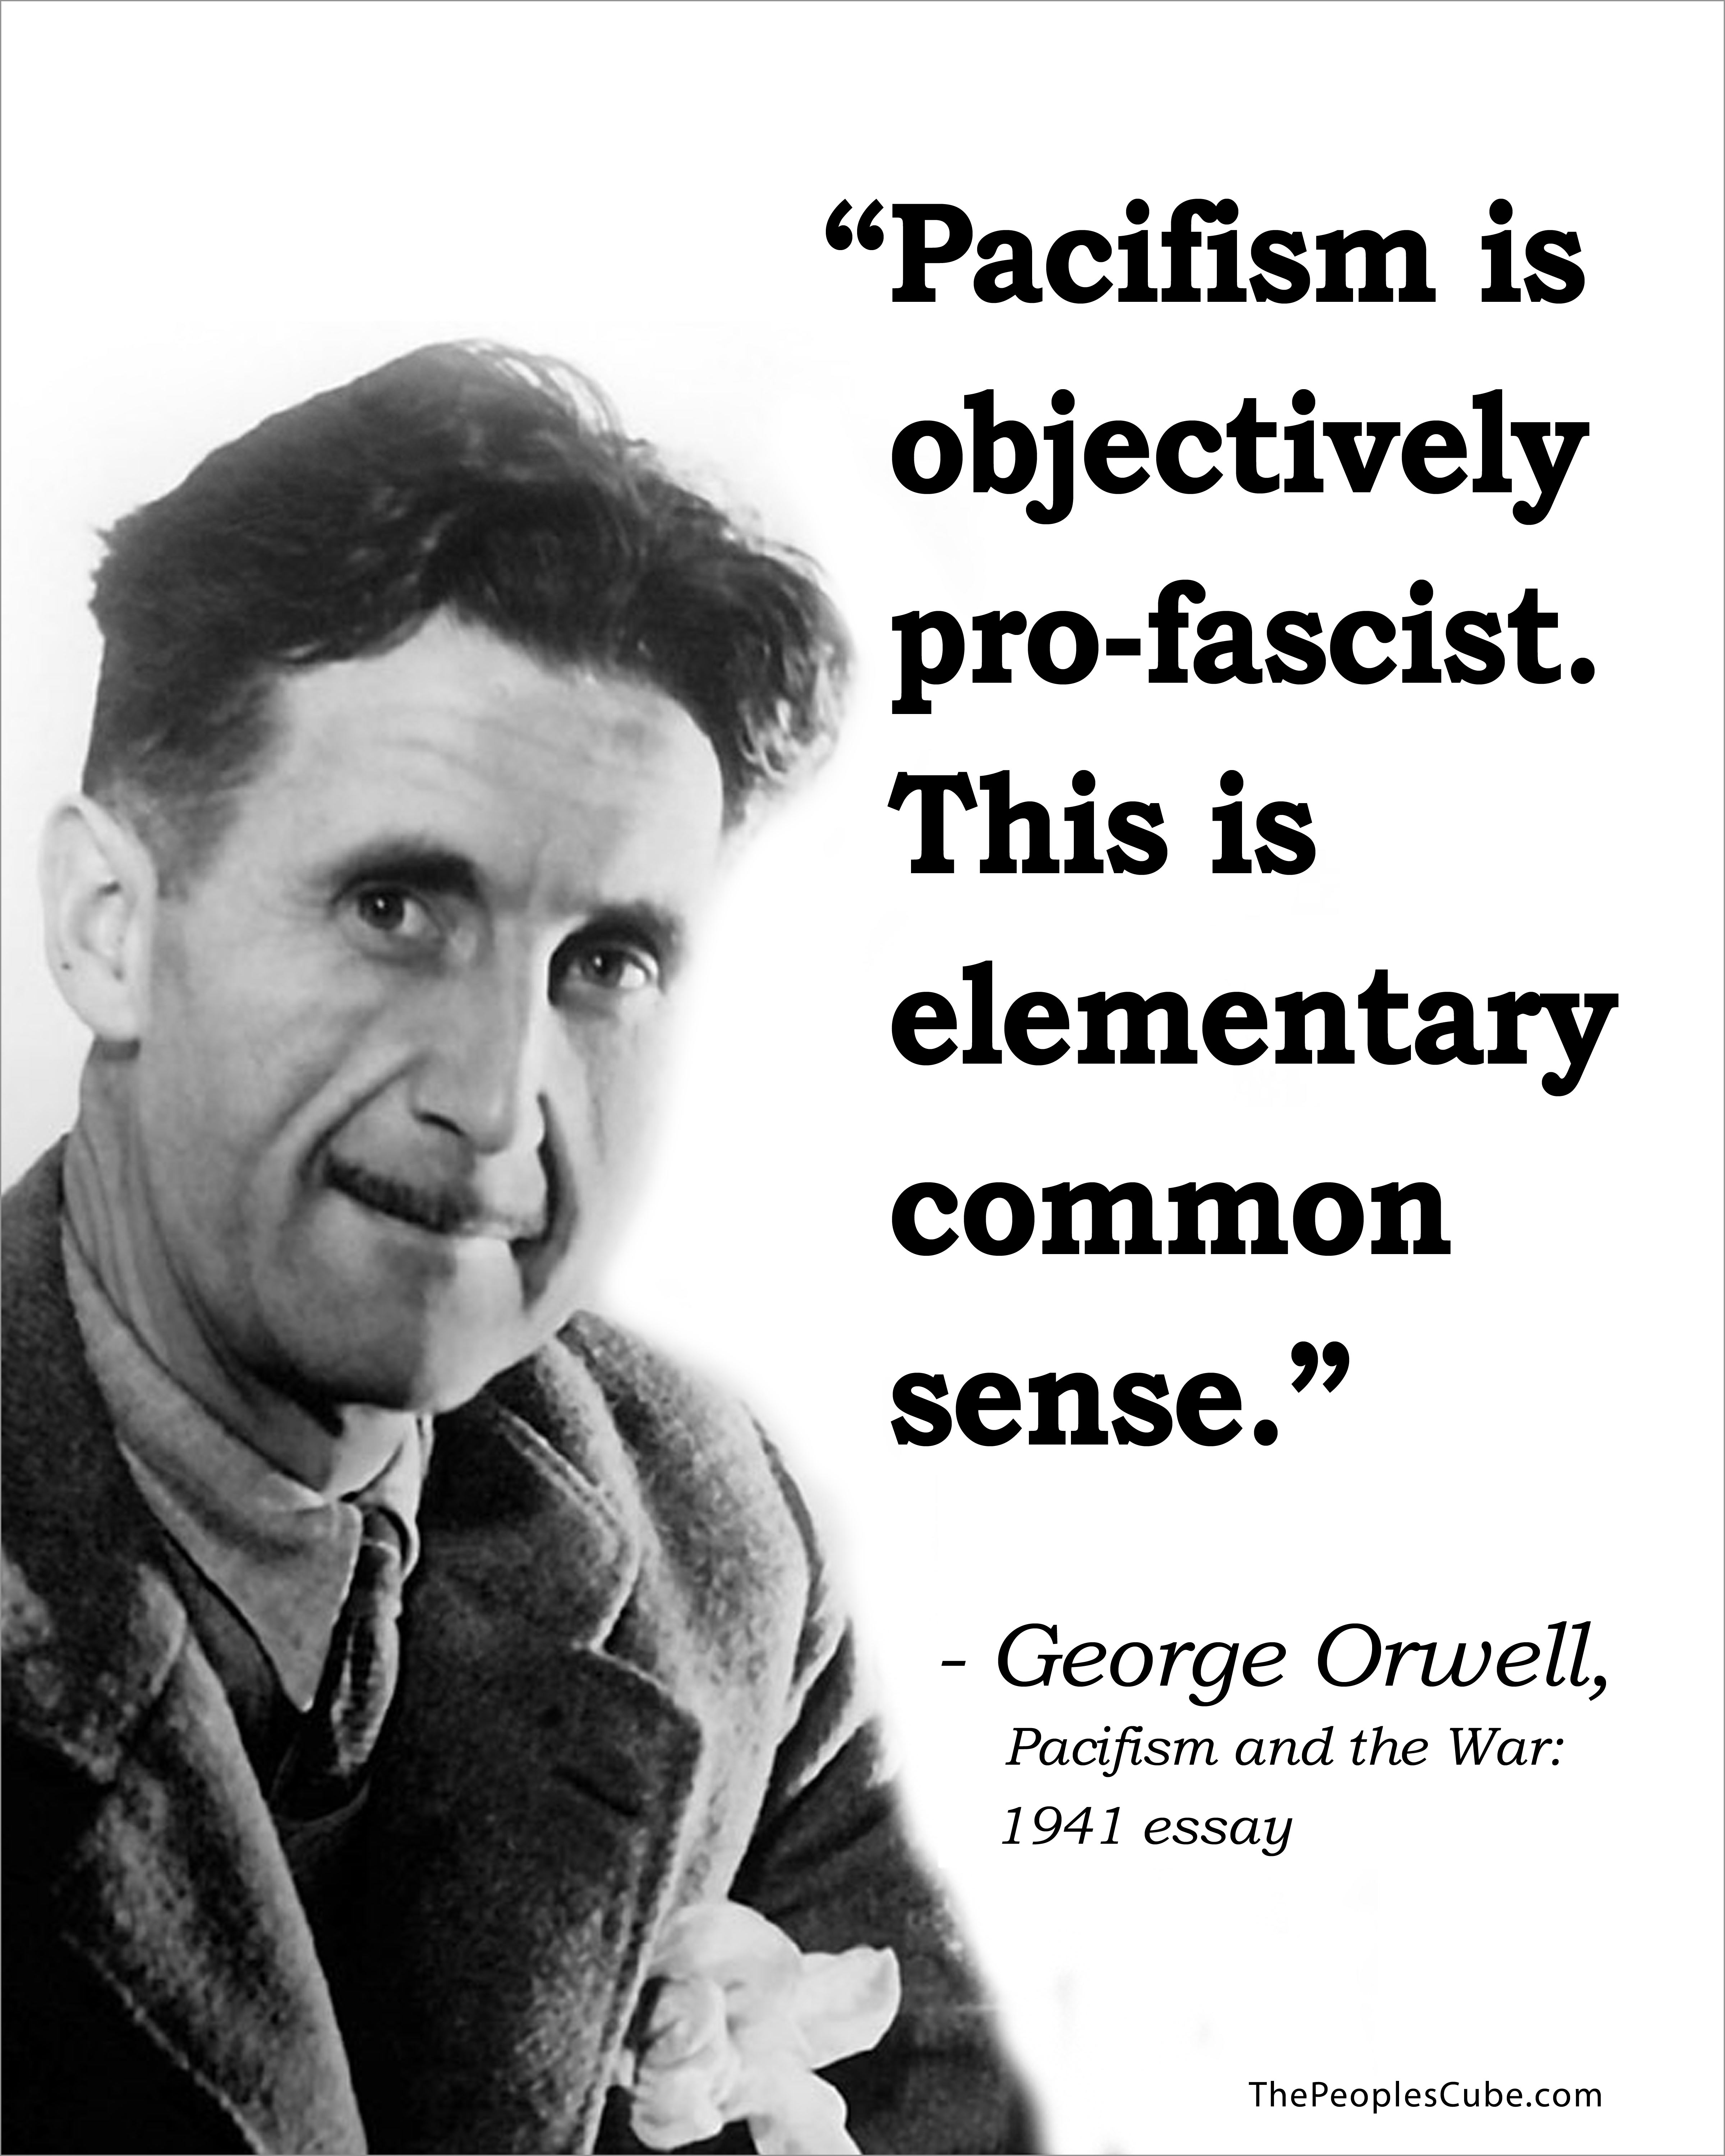 “Pacifism is
objectively
pro-fascist.
This is
elementary
common
sense.”
- George Orwell,
Pacifism and the War:
1941 essay
ThePeoplesCube.com